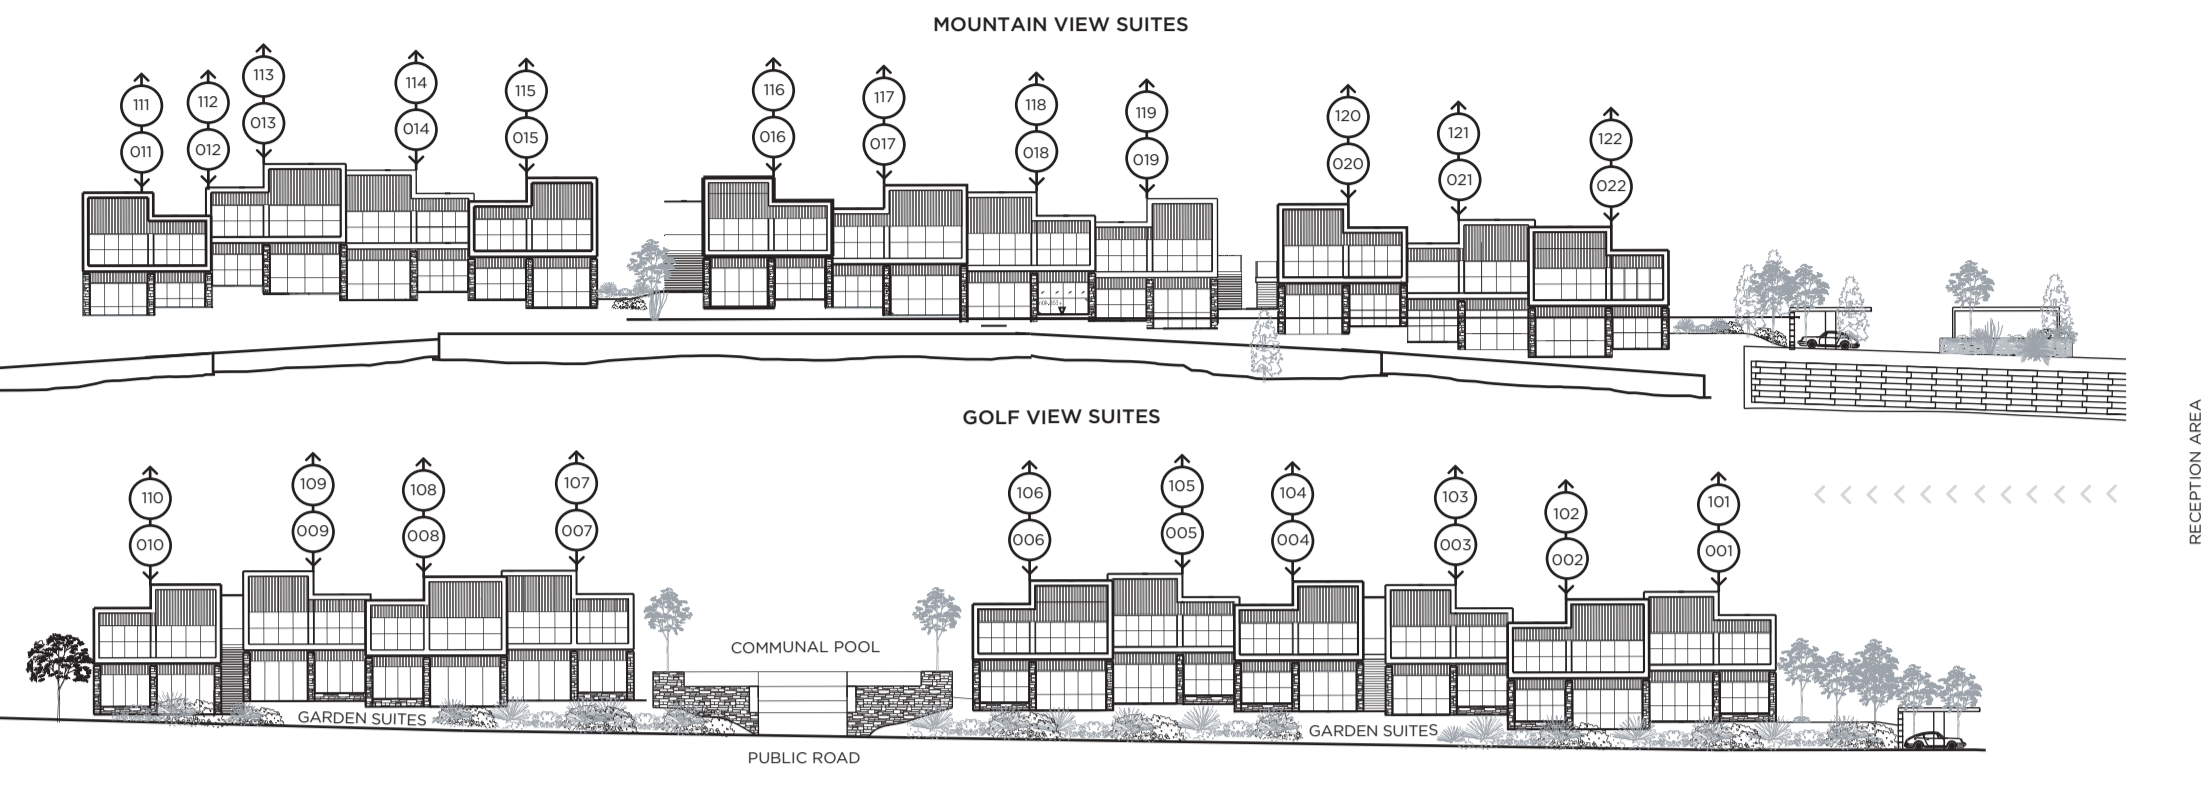 MOUNTAIN VIEW SUITES
111 112 113 114 115 116 117 118 119 120 121 122
011 012 013 014 015 016 017 018 019 020 021 022
GOLF VIEW SUITES
RECEPTION AREA
110 109 108 107 106 105 104 103 102 101
010 009 008 007 006 005 004 003 002 001
COMMUNAL POOL
GARDEN SUITES
GARDEN SUITES
PUBLIC ROAD